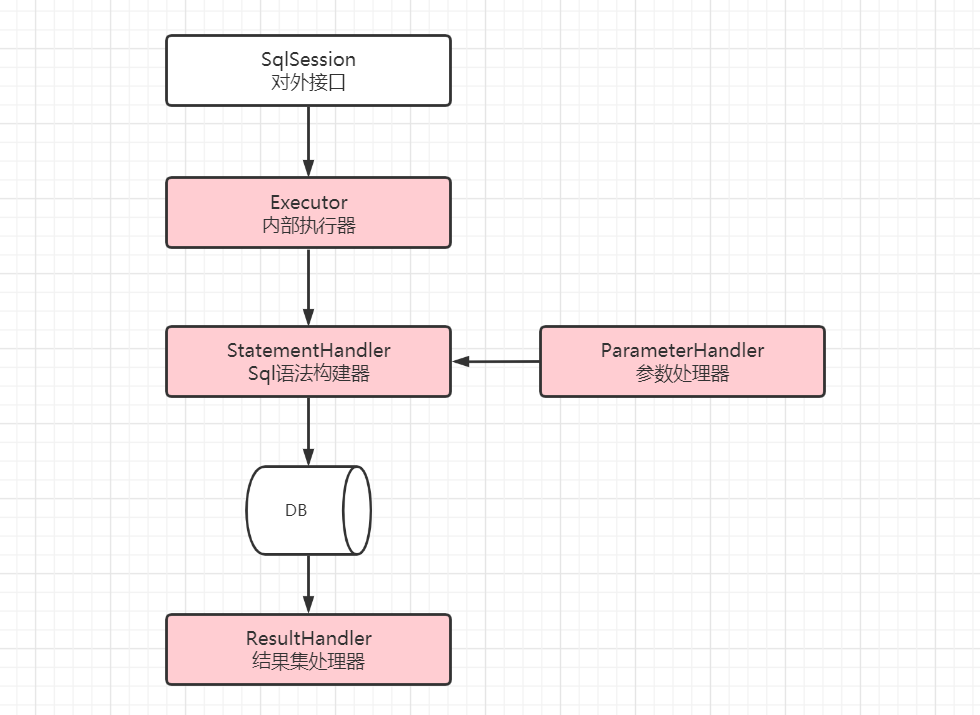 SqlSession
对外接口
Executor
内部执行器
StatementHandler
Sql语法构建器
ParameterHandler
参数处理器
DB
ResultHandler
结果集处理器